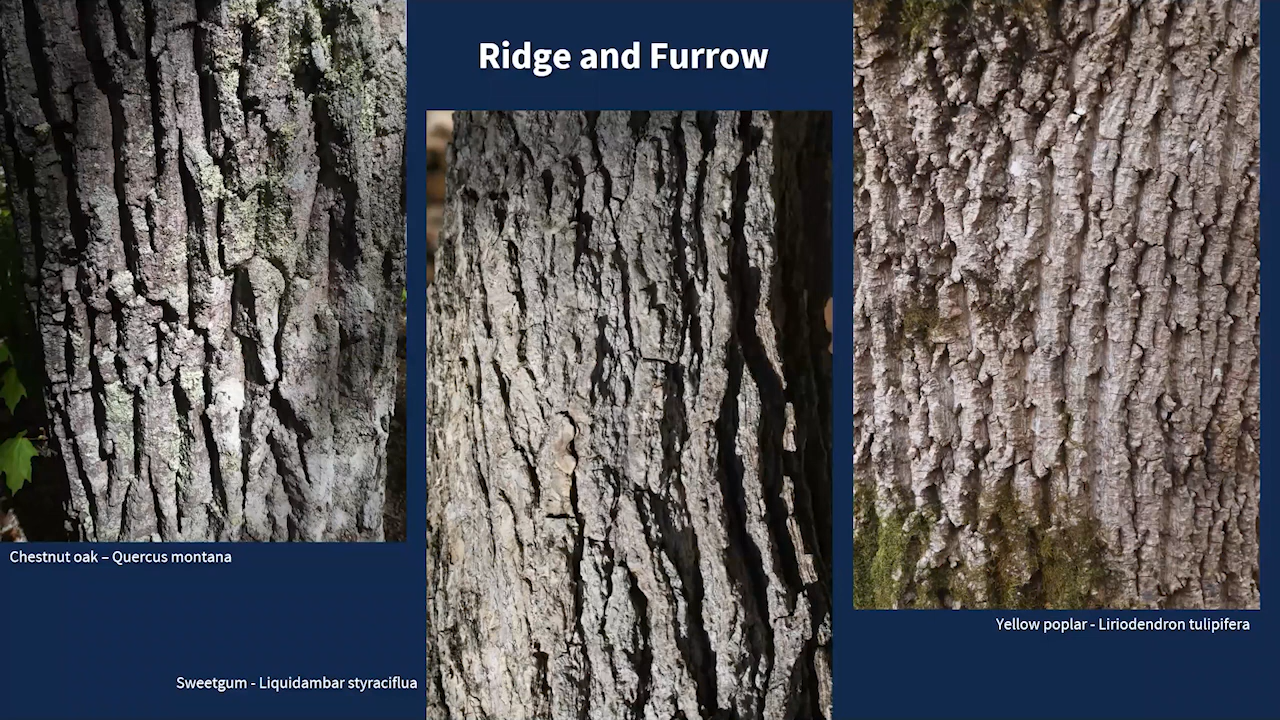 Ridge and Furrow
Chestnut oak – Quercus montana
Yellow poplar - Liriodendron tulipifera
Sweetgum - Liquidambar styraciflua